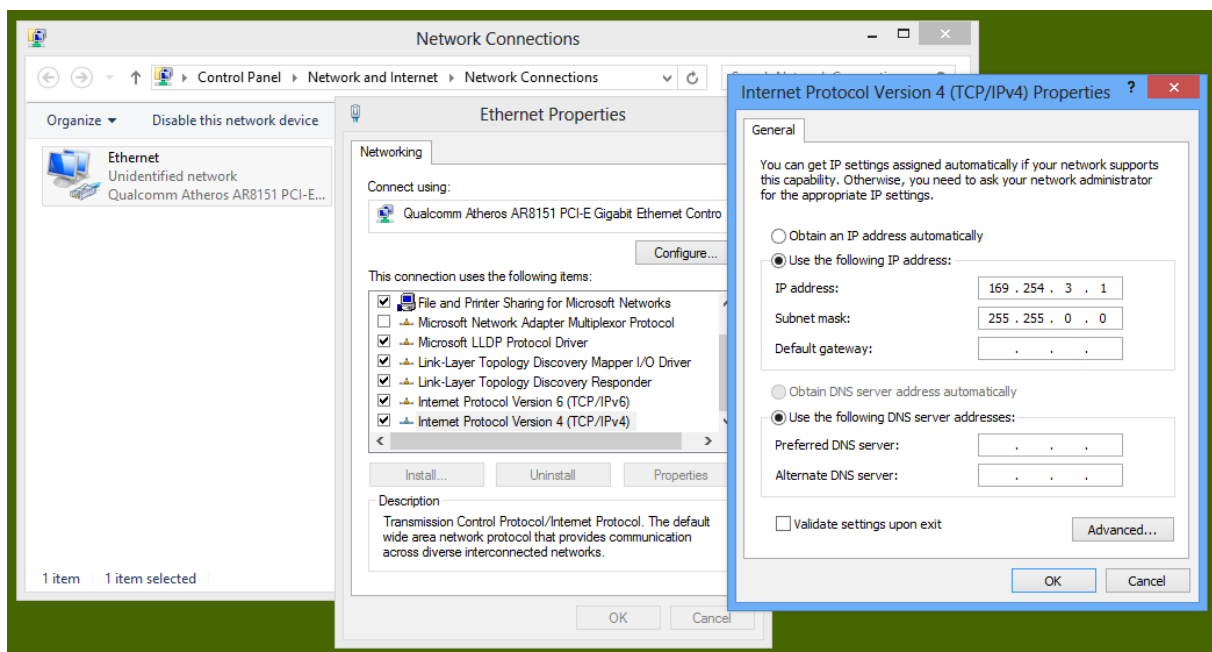 Network Connections
Control Panel Network and Internet Network Connections
Organize Disable this network device
Ethernet
Unidentified network
Qualcomm Atheros AR8151 PCI-E...
1 item 1 item selected
Ethernet Properties
Networking
Connect using:
Qualcomm Atheros AR8151 PCI-E Gigabit Ethernet Contro
Configure...
This connection uses the following items:
File and Printer Sharing for Microsoft Networks
Microsoft Network Adapter Multiplexor Protocol
Microsoft LLDP Protocol Driver
Link-Layer Topology Discovery Mapper I/O Driver
Link-Layer Topology Discovery Responder
Internet Protocol Version 6 (TCP/IPv6)
Internet Protocol Version 4 (TCP/IPv4)
Install... Uninstall Properties
Description
Transmission Control Protocol/Internet Protocol. The default
wide area network protocol that provides communication
across diverse interconnected networks.
OK Cancel
Internet Protocol Version 4 (TCP/IPv4) Properties ?
General
You can get IP settings assigned automatically if your network supports
this capability. Otherwise, you need to ask your network administrator
for the appropriate IP settings.
Obtain an IP address automatically
Use the following IP address:
IP address: 169 . 254 . 3 . 1
Subnet mask: 255 . 255 . 0 . 0
Default gateway: . . .
Obtain DNS server address automatically
Use the following DNS server addresses:
Preferred DNS server: . . .
Alternate DNS server: . . .
Validate settings upon exit
Advanced...
OK Cancel